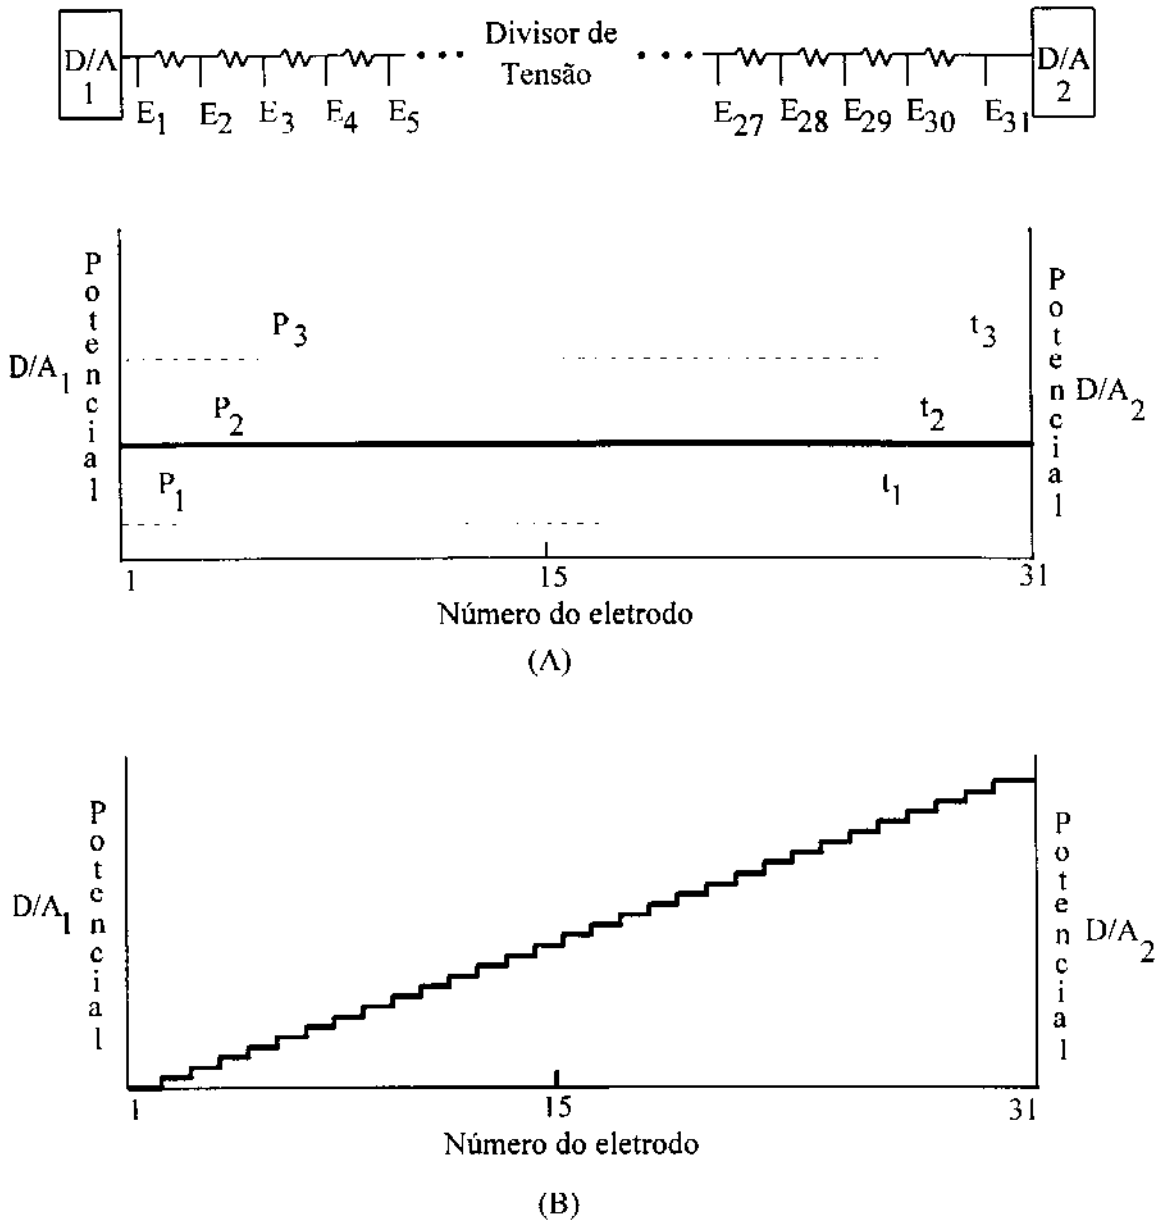 Divisor de
Tensão
D/A
1
D/A
2
E1 E2 E3 E4 E5
E27 E28 E29 E30 E31
Potencial
D/A1
P3
P2
P1
t3
t2
t1
Potencial
D/A2
1 15 31
Número do eletrodo
(A)
Potencial
D/A1
Potencial
D/A2
1 15 31
Número do eletrodo
(B)